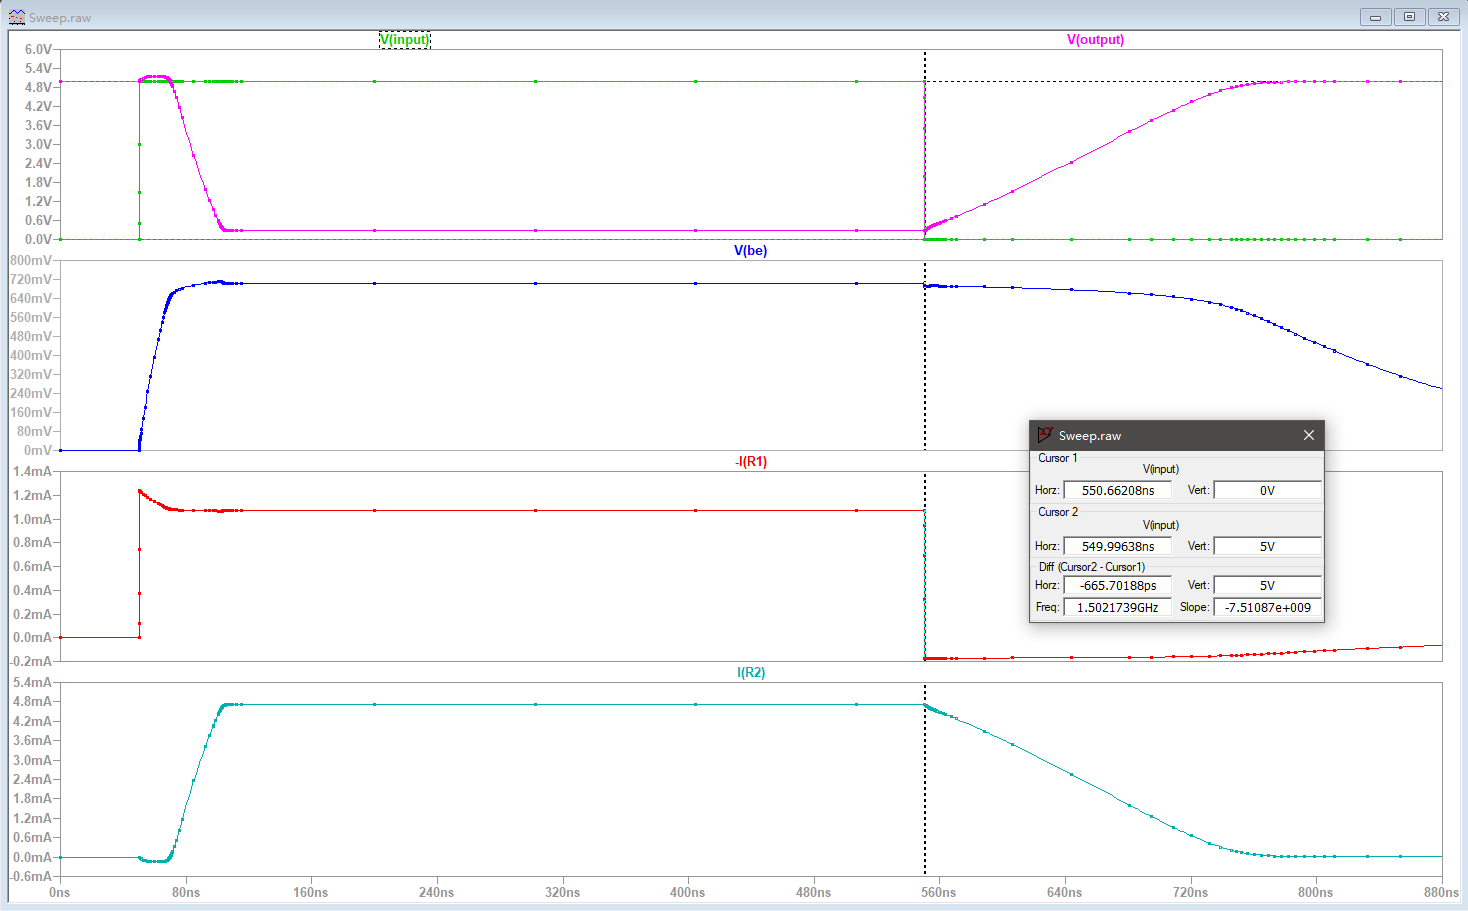 Sweep.raw
V(input) V(output)
6.0V
5.4V
4.8V
4.2V
3.6V
3.0V
2.4V
1.8V
1.2V
0.6V
0.0V
V(be)
800mV
720mV
640mV
560mV
480mV
400mV
320mV
240mV
160mV
80mV
0mV
-I(R1)
1.4mA
1.2mA
1.0mA
0.8mA
0.6mA
0.4mA
0.2mA
0.0mA
-0.2mA
I(R2)
5.4mA
4.8mA
4.2mA
3.6mA
3.0mA
2.4mA
1.8mA
1.2mA
0.6mA
0.0mA
-0.6mA
0ns 80ns 160ns 240ns 320ns 400ns 480ns 560ns 640ns 720ns 800ns 880ns
Sweep.raw
Cursor 1
V(input)
Horz: 550.66208ns Vert: 0V
Cursor 2
V(input)
Horz: 549.99638ns Vert: 5V
Diff (Cursor2 - Cursor1)
Horz: -665.70188ps Vert: 5V
Freq: 1.5021739GHz Slope: -7.51087e+009